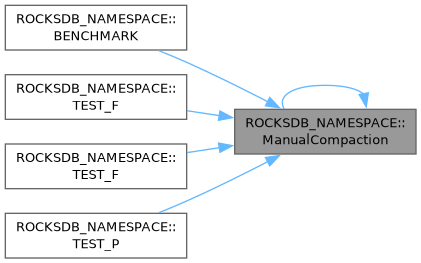 ROCKSDB_NAMESPACE::
BENCHMARK
ROCKSDB_NAMESPACE::
TEST_F
ROCKSDB_NAMESPACE::
ManualCompaction
ROCKSDB_NAMESPACE::
TEST_F
ROCKSDB_NAMESPACE::
TEST_P